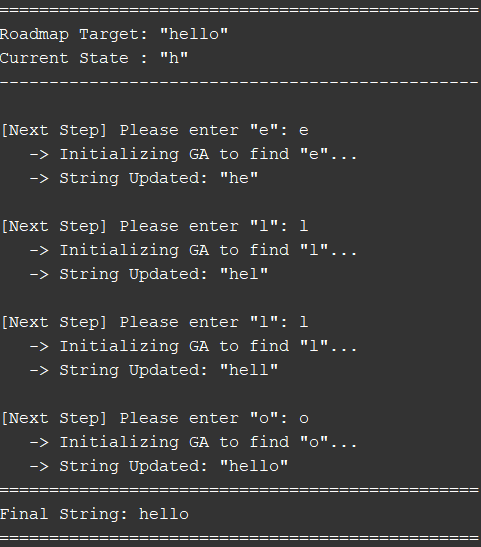 ================================================
Roadmap Target: "hello"
Current State : "h"
------------------------------------------------
[Next Step] Please enter "e": e
   -> Initializing GA to find "e"...
   -> String Updated: "he"
[Next Step] Please enter "l": l
   -> Initializing GA to find "l"...
   -> String Updated: "hel"
[Next Step] Please enter "l": l
   -> Initializing GA to find "l"...
   -> String Updated: "hell"
[Next Step] Please enter "o": o
   -> Initializing GA to find "o"...
   -> String Updated: "hello"
================================================
Final String: hello
================================================